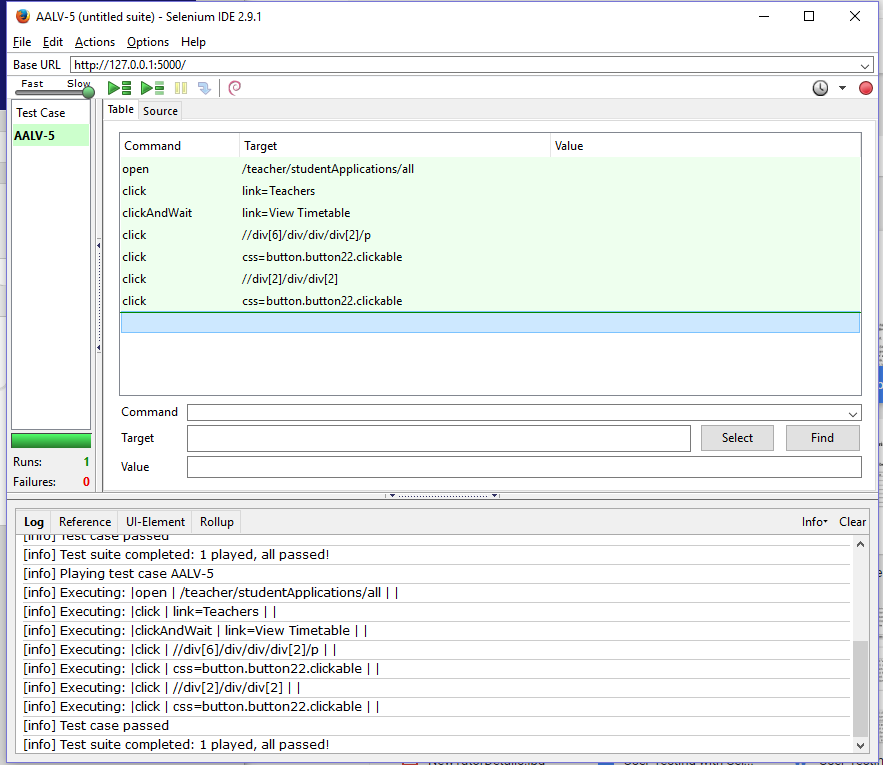 AALV-5 (untitled suite) - Selenium IDE 2.9.1
File Edit Actions Options Help
Base URL http://127.0.0.1:5000/
Fast Slow
Test Case
AALV-5
Table Source
Command Target Value
open /teacher/studentApplications/all
click link=Teachers
clickAndWait link=View Timetable
click //div[6]/div/div/div[2]/p
click css=button.button22.clickable
click //div[2]/div/div[2]
click css=button.button22.clickable
Command
Target Select Find
Value
Runs: 1
Failures: 0
Log Reference UI-Element Rollup Info Clear
[info] Test case passed
[info] Test suite completed: 1 played, all passed!
[info] Playing test case AALV-5
[info] Executing: |open | /teacher/studentApplications/all | |
[info] Executing: |click | link=Teachers | |
[info] Executing: |clickAndWait | link=View Timetable | |
[info] Executing: |click | //div[6]/div/div/div[2]/p | |
[info] Executing: |click | css=button.button22.clickable | |
[info] Executing: |click | //div[2]/div/div[2] | |
[info] Executing: |click | css=button.button22.clickable | |
[info] Test case passed
[info] Test suite completed: 1 played, all passed!